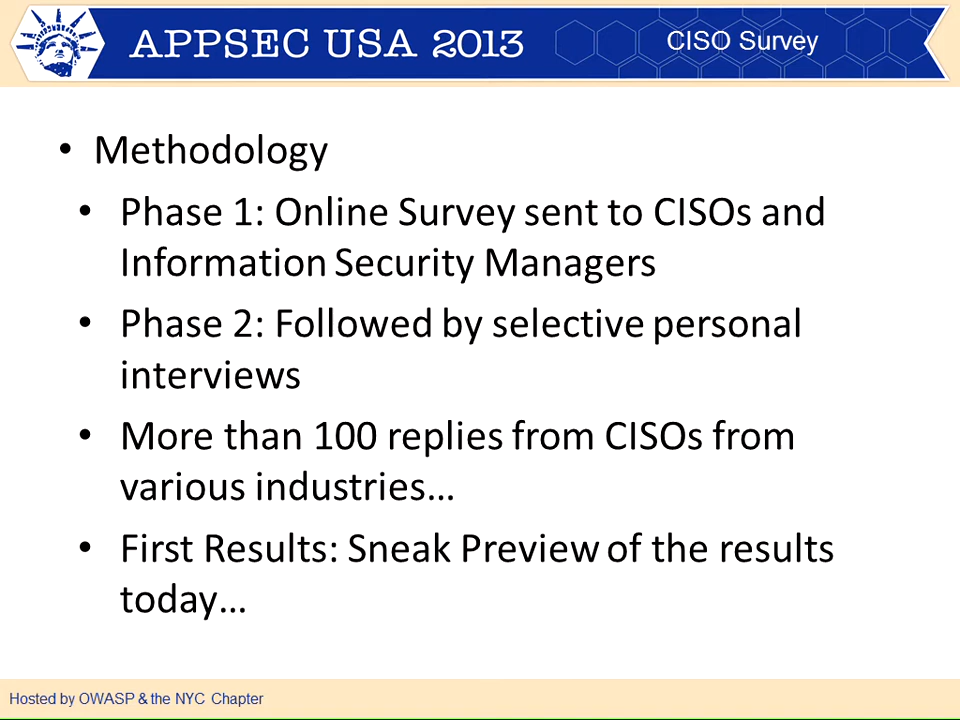 APPSEC USA 2013
CISO Survey
• Methodology
• Phase 1: Online Survey sent to CISOs and
Information Security Managers
• Phase 2: Followed by selective personal
interviews
• More than 100 replies from CISOs from
various industries…
• First Results: Sneak Preview of the results
today…
Hosted by OWASP & the NYC Chapter